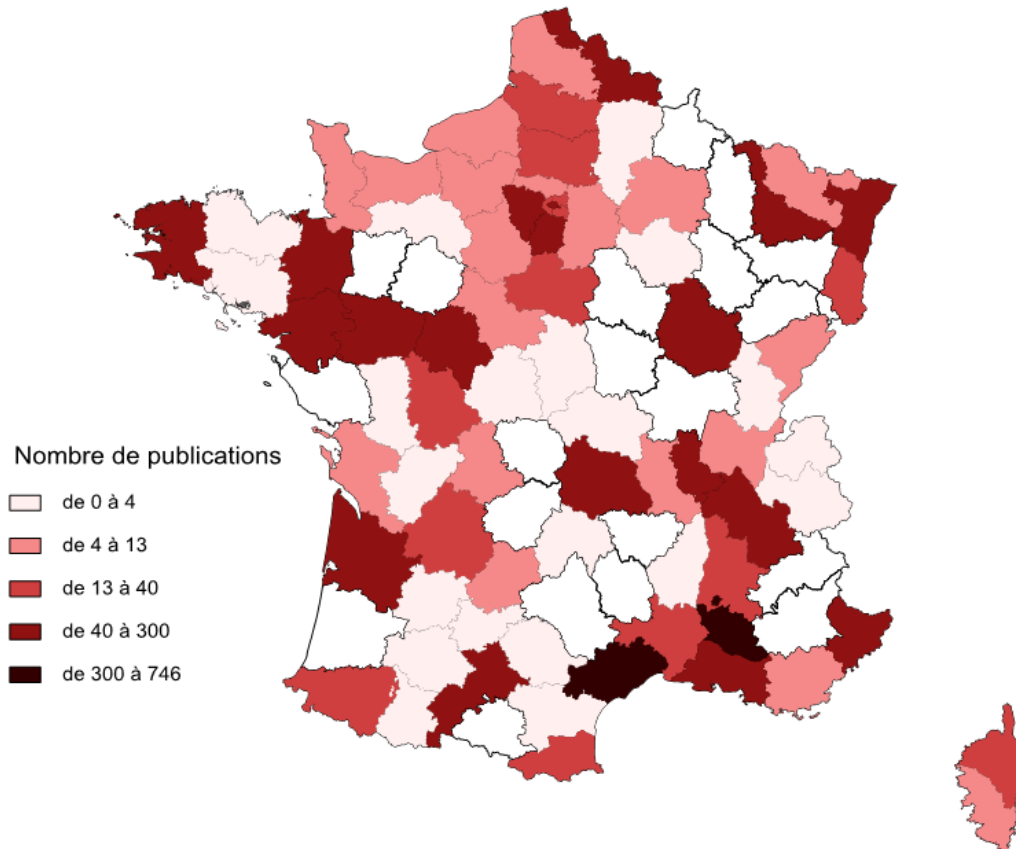 Nombre de publications
de 0 à 4
de 4 à 13
de 13 à 40
de 40 à 300
de 300 à 746